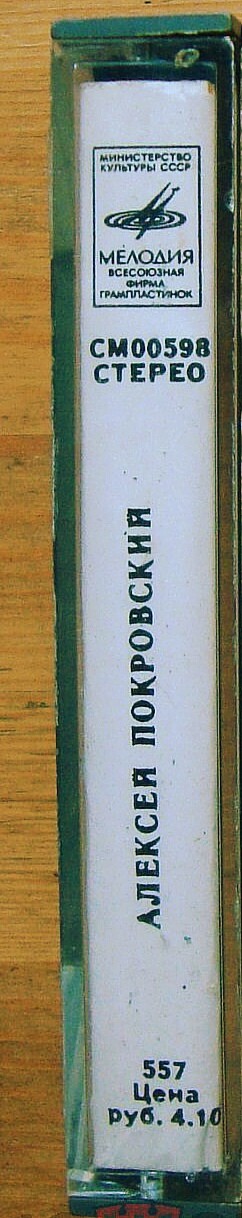 МИНИСТЕРСТВО
КУЛЬТУРЫ СССР
МЕЛОДИЯ
ВСЕСОЮЗНАЯ
ФИРМА
ГРАМПЛАСТИНОК
СМ00598
СТЕРЕО
АЛЕКСЕЙ ПОКРОВСКИЙ
557
Цена
руб. 4.10